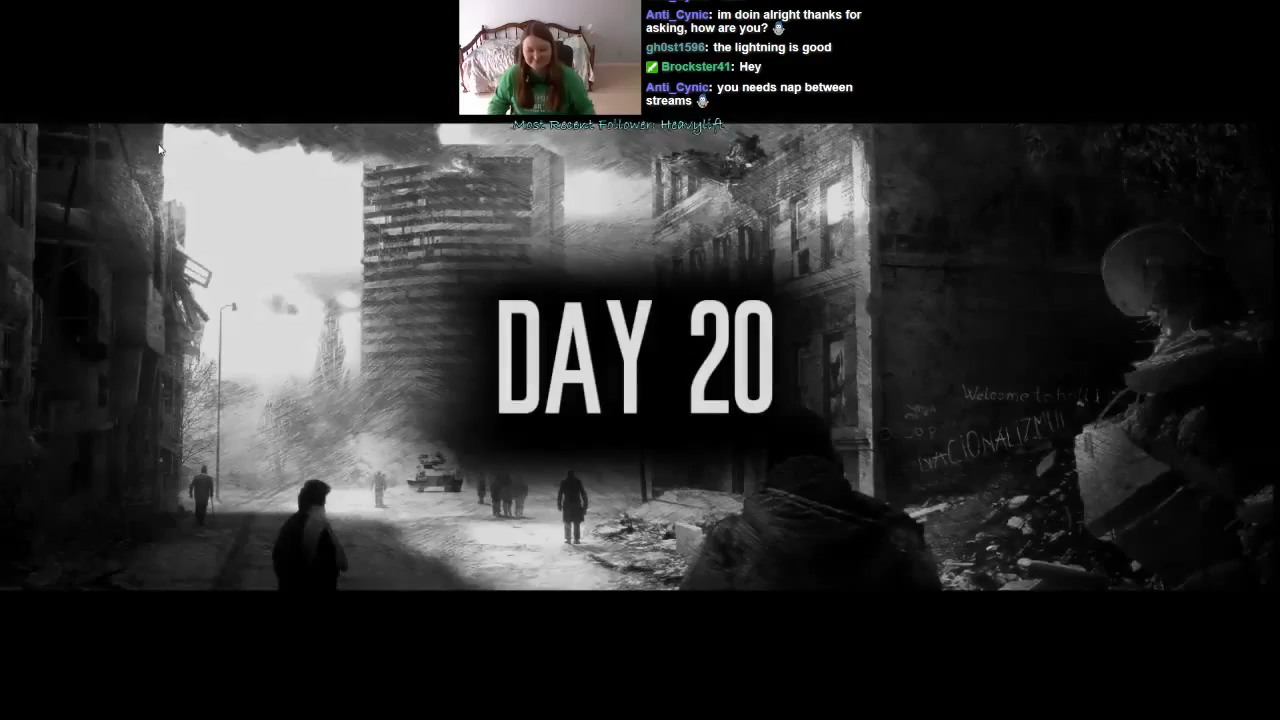 Anti_Cynic: im doin alright thanks for
asking, how are you?
gh0st1596: the lightning is good
Brockster41: Hey
Anti_Cynic: you needs nap between
streams
Most Recent Follower: Heavylift
DAY 20
Welcome to hell
NACIONALIZMUI